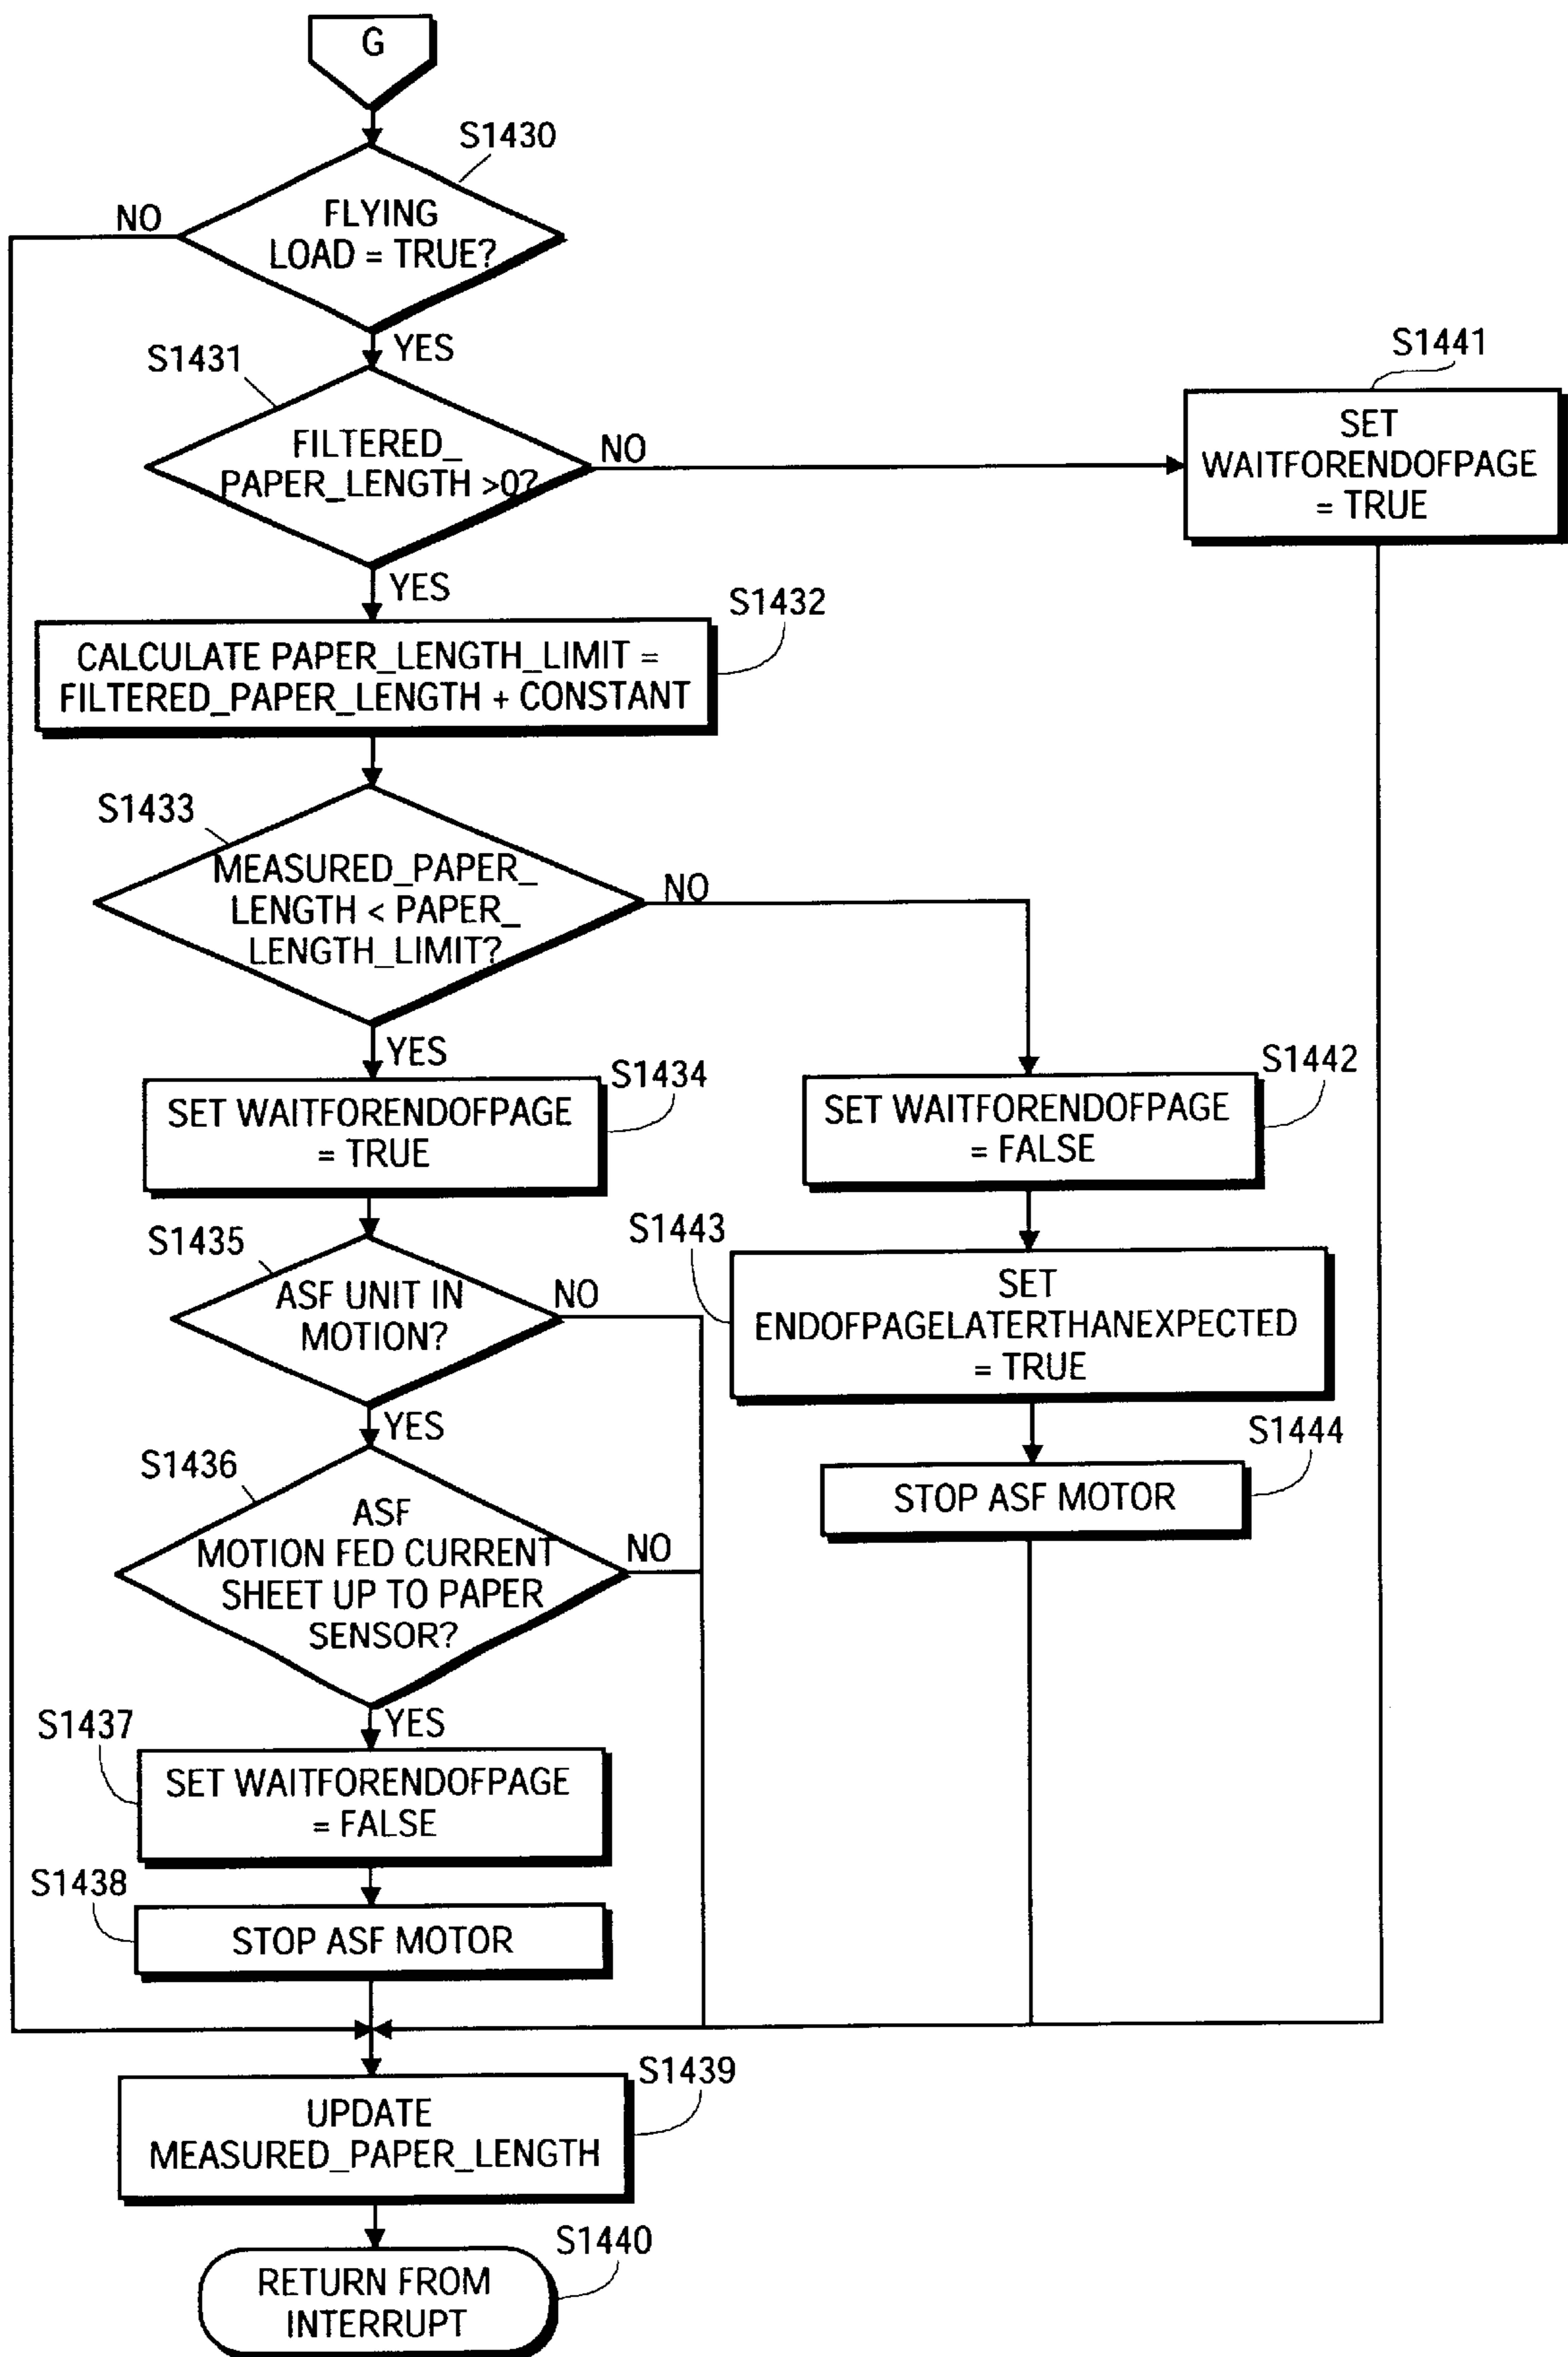 G
S1430
FLYING
LOAD = TRUE?
NO
YES
S1431
FILTERED_
PAPER_LENGTH >0?
NO
YES
S1441
SET
WAITFORENDOFPAGE
= TRUE
S1432
CALCULATE PAPER_LENGTH_LIMIT =
FILTERED_PAPER_LENGTH + CONSTANT
S1433
MEASURED_PAPER_
LENGTH < PAPER_
LENGTH_LIMIT?
NO
YES
S1434
SET WAITFORENDOFPAGE
= TRUE
S1442
SET WAITFORENDOFPAGE
= FALSE
S1435
ASF UNIT IN
MOTION?
NO
YES
S1443
SET
ENDOFPAGELATERTHANEXPECTED
= TRUE
S1444
STOP ASF MOTOR
S1436
ASF
MOTION FED CURRENT
SHEET UP TO PAPER
SENSOR?
NO
YES
S1437
SET WAITFORENDOFPAGE
= FALSE
S1438
STOP ASF MOTOR
S1439
UPDATE
MEASURED_PAPER_LENGTH
S1440
RETURN FROM
INTERRUPT